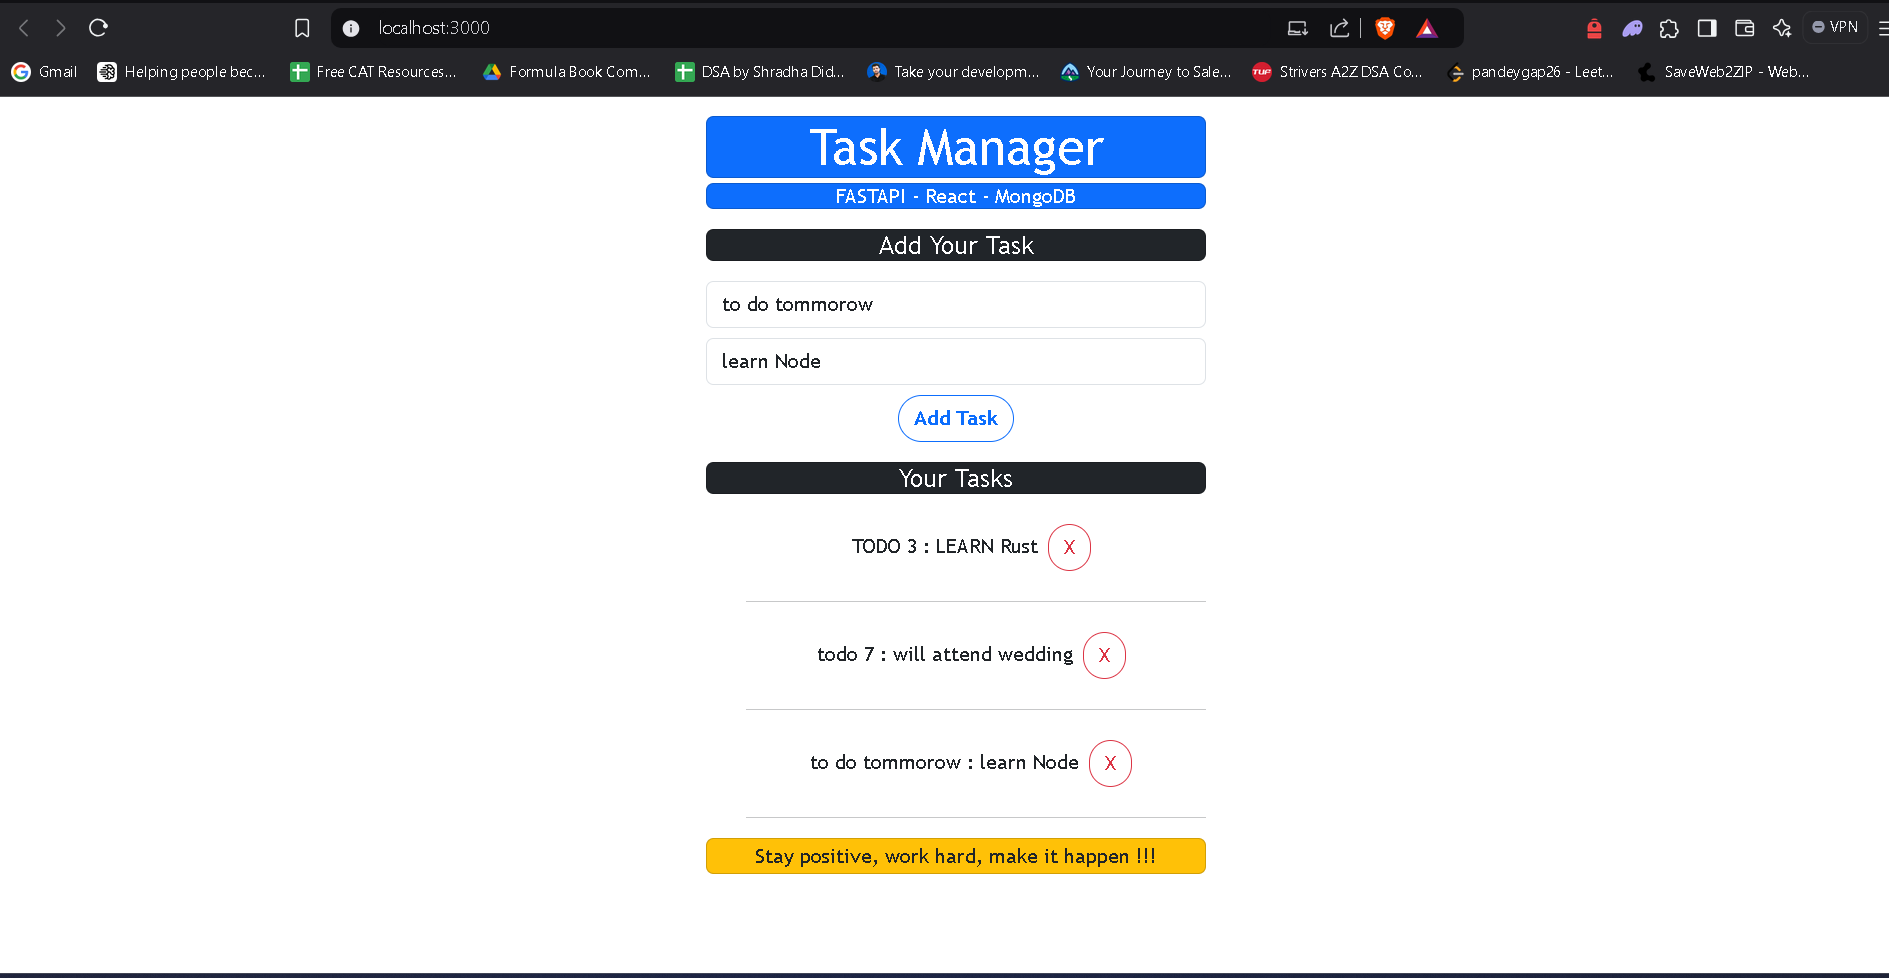 localhost:3000
VPN
Gmail
Helping people bec...
Free CAT Resources...
Formula Book Com...
DSA by Shradha Did...
Take your developm...
Your Journey to Sale...
TUF
Strivers A2Z DSA Co...
pandeygap26 - Leet...
SaveWeb2ZIP - Web...
Task Manager
FASTAPI - React - MongoDB
Add Your Task
to do tommorow
learn Node
Add Task
Your Tasks
TODO 3 : LEARN Rust X
todo 7 : will attend wedding X
to do tommorow : learn Node X
Stay positive, work hard, make it happen !!!